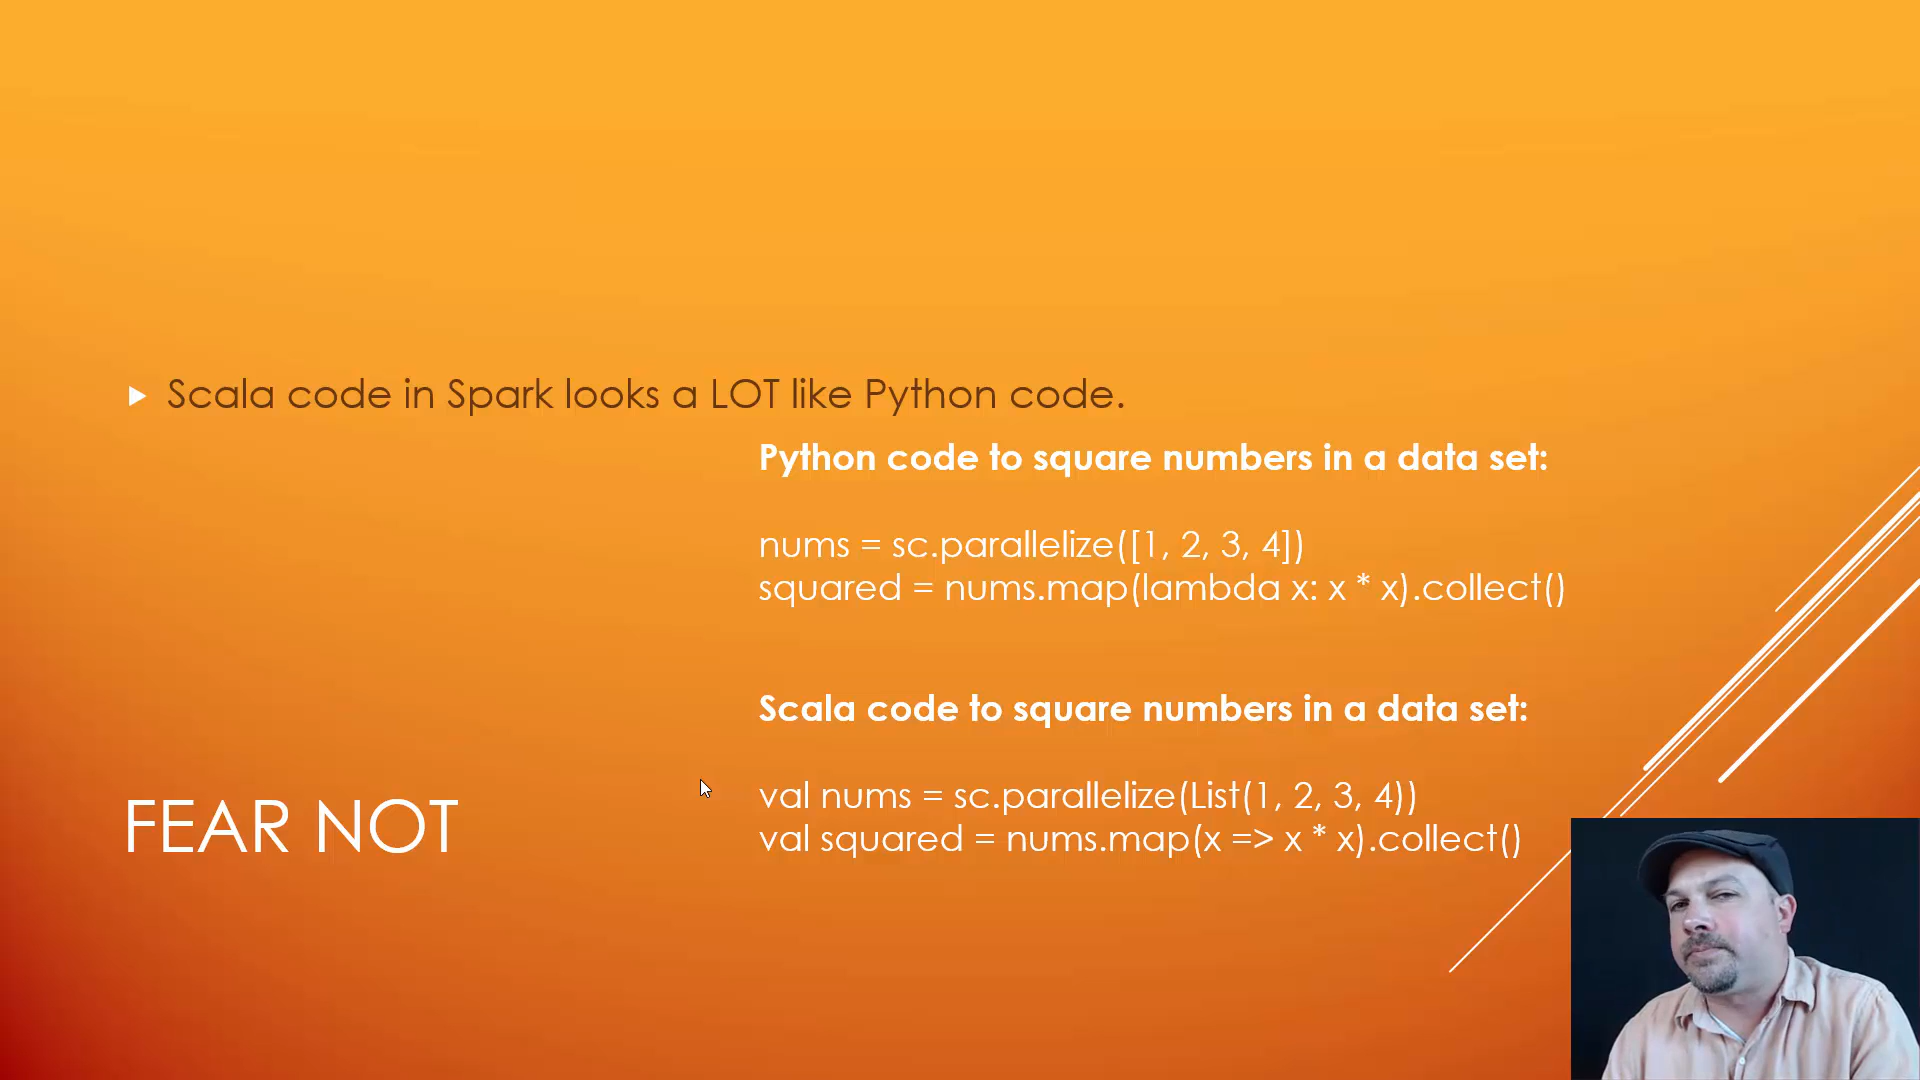 Scala code in Spark looks a LOT like Python code.
Python code to square numbers in a data set:
nums = sc.parallelize([1, 2, 3, 4])
squared = nums.map(lambda x: x * x).collect()
Scala code to square numbers in a data set:
val nums = sc.parallelize(List(1, 2, 3, 4))
val squared = nums.map(x => x * x).collect()
FEAR NOT